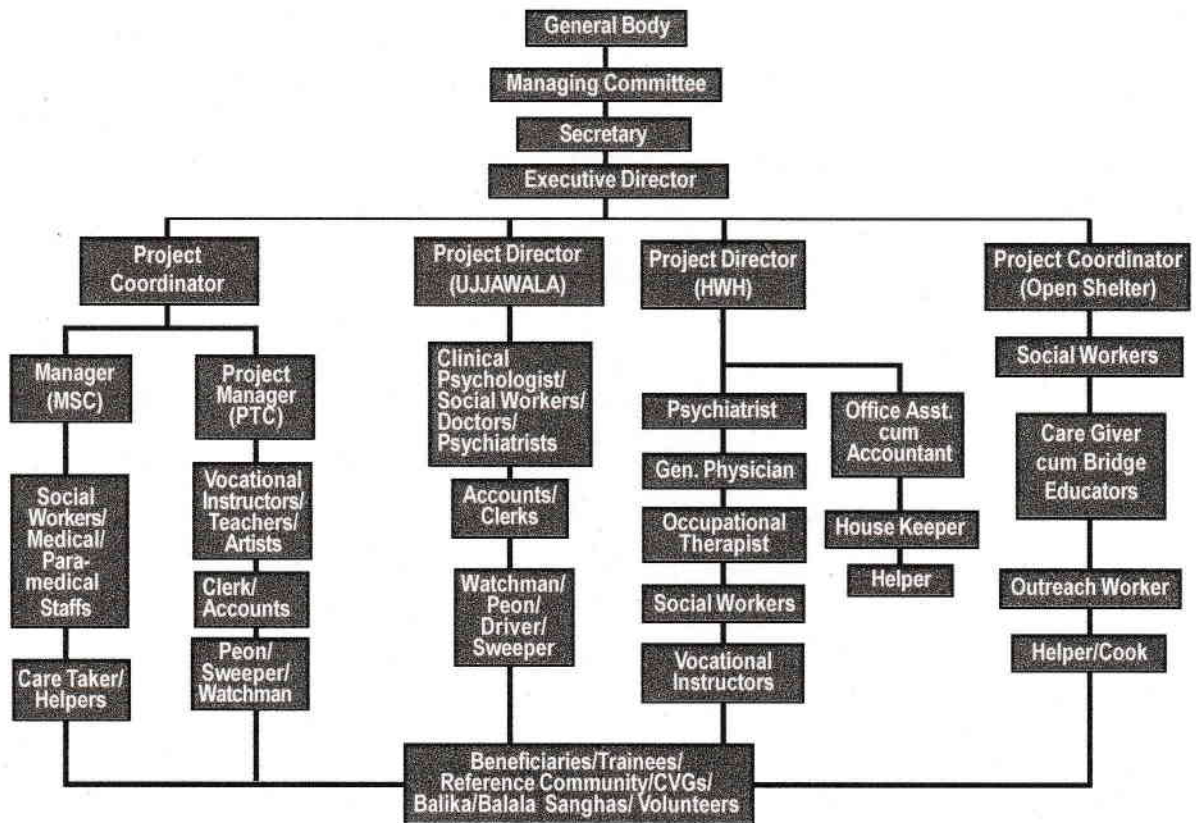 General Body
Managing Committee
Secretary
Executive Director
Project
Coordinator
Manager
(MSC)
Social
Workers/
Medical/
Para-
medical
Staffs
Care Taker/
Helpers
Project
Manager
(PTC)
Vocational
Instructors/
Teachers/
Artists
Clerk/
Accounts
Peon/
Sweeper/
Watchman
Project Director
(UJJAWALA)
Clinical
Psychologist/
Social Workers/
Doctors/
Psychiatrists
Accounts/
Clerks
Watchman/
Peon/
Driver/
Sweeper
Project Director
(HWH)
Psychiatrist
Gen. Physician
Occupational
Therapist
Social Workers
Vocational
Instructors
Office Asst.
cum
Accountant
House Keeper
Helper
Project Coordinator
(Open Shelter)
Social Workers
Care Giver
cum Bridge
Educators
Outreach Worker
Helper/Cook
Beneficiaries/Trainees/
Reference Community/CVGs/
Balika/Balala Sanghas/ Volunteers